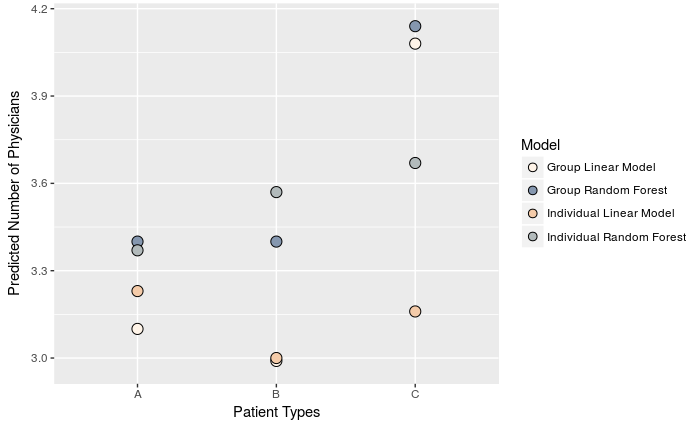 Predicted Number of Physicians
4.2
3.9
3.6
3.3
3.0
A B C
Patient Types
Model
Group Linear Model
Group Random Forest
Individual Linear Model
Individual Random Forest